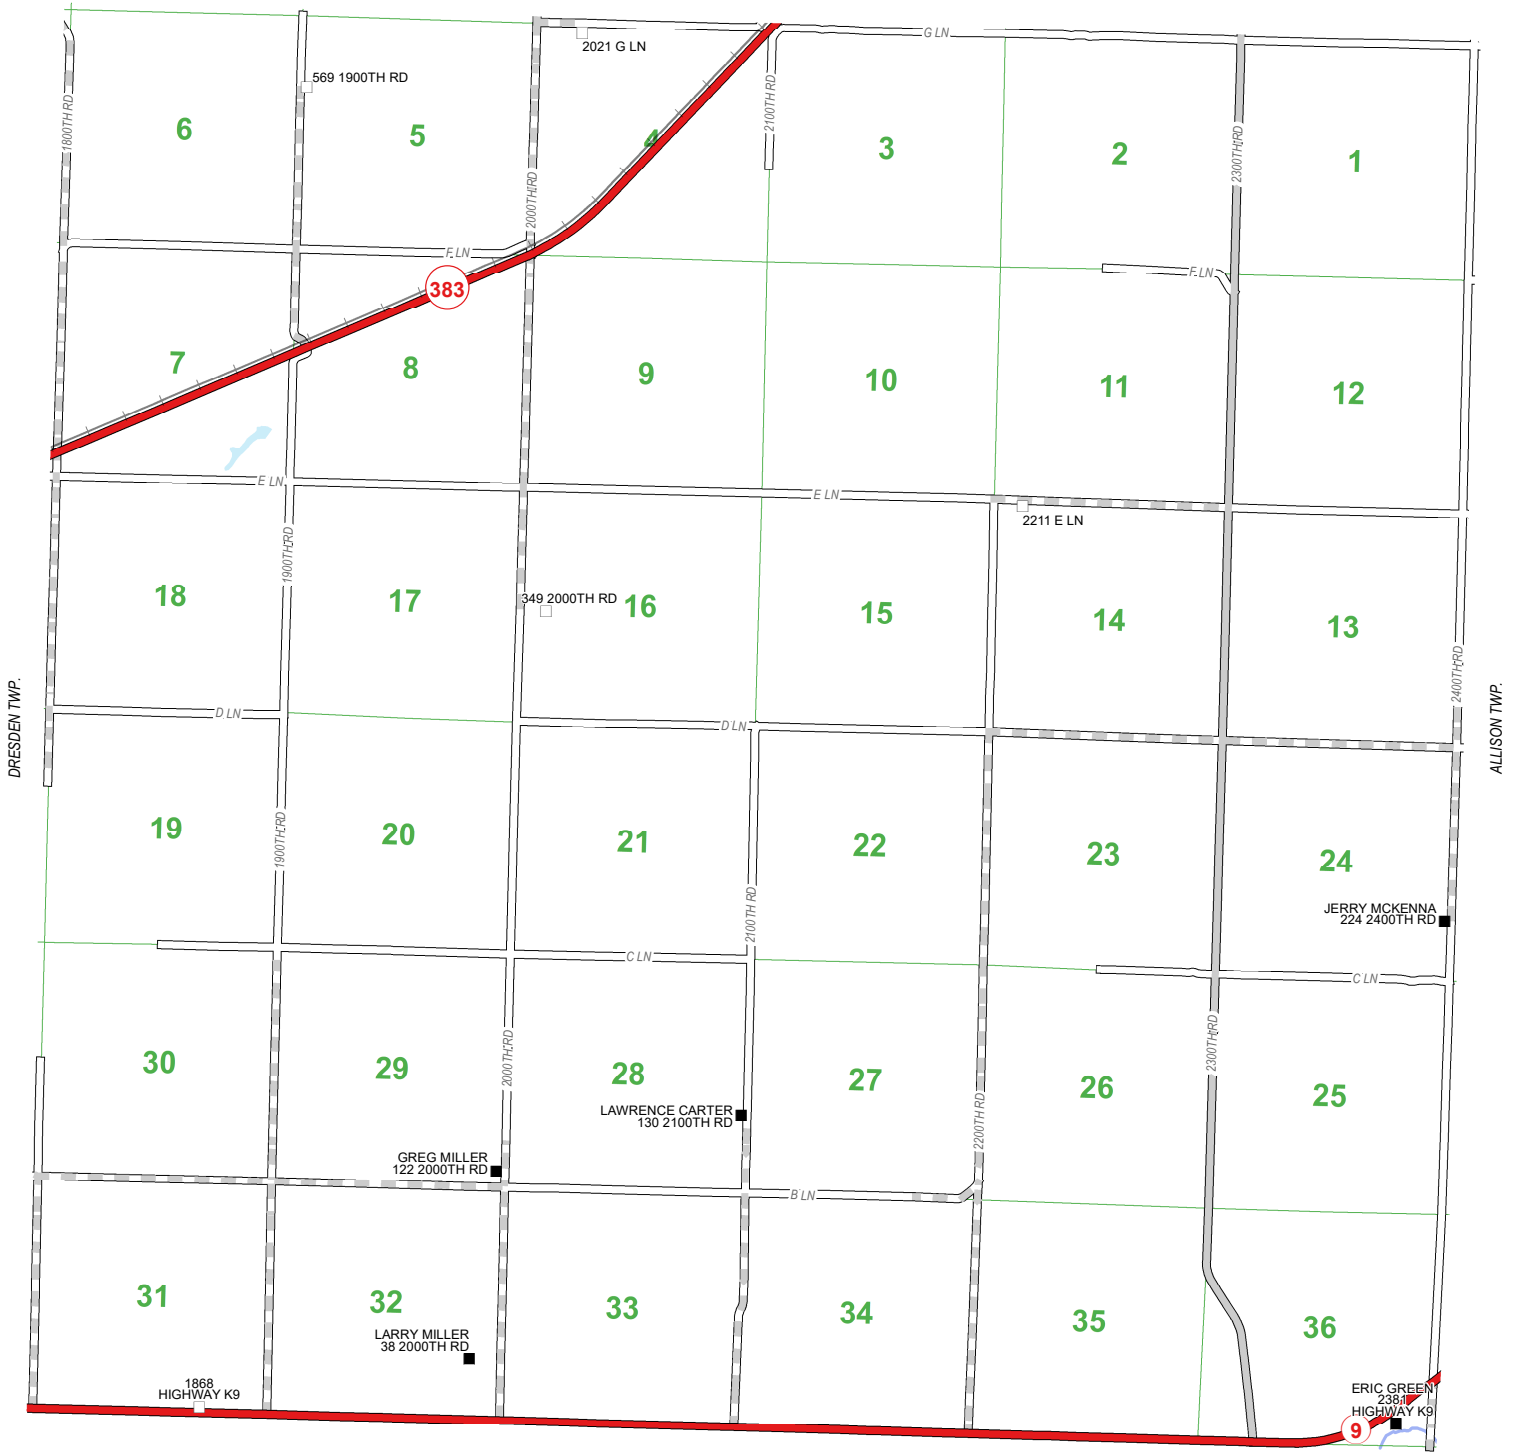 G LN
2021 G LN
569 1900TH RD
1800TH RD
2100TH RD
2300TH RD
2000TH RD
6
5
4
3
2
1
F LN
F LN
383
7
8
9
10
11
12
E LN
E LN
2211 E LN
1900TH RD
349 2000TH RD
18
17
16
15
14
13
2400TH RD
DRESDEN TWP.
ALLISON TWP.
D LN
D LN
19
20
21
22
23
24
1900TH RD
2100TH RD
JERRY MCKENNA
224 2400TH RD
C LN
C LN
2000TH RD
2300TH RD
30
29
28
27
26
25
2200TH RD
LAWRENCE CARTER
130 2100TH RD
GREG MILLER
122 2000TH RD
B LN
31
32
33
34
35
36
LARRY MILLER
38 2000TH RD
1868
HIGHWAY K9
ERIC GREEN
2381
HIGHWAY K9
9